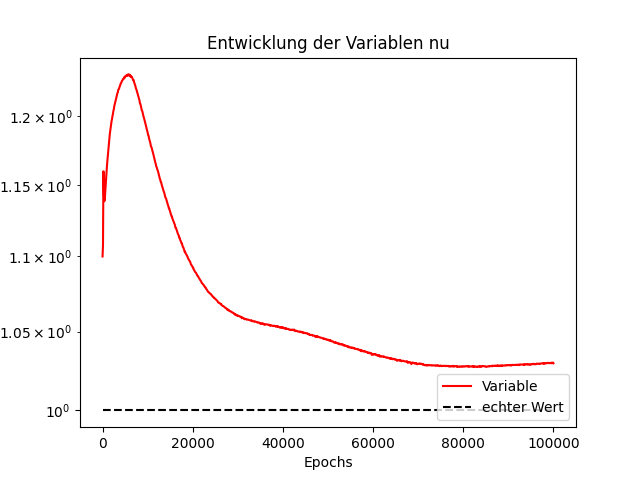 Entwicklung der Variablen nu
1.2 × 10⁰
1.15 × 10⁰
1.1 × 10⁰
1.05 × 10⁰
10⁰
Variable
echter Wert
0 20000 40000 60000 80000 100000
Epochs